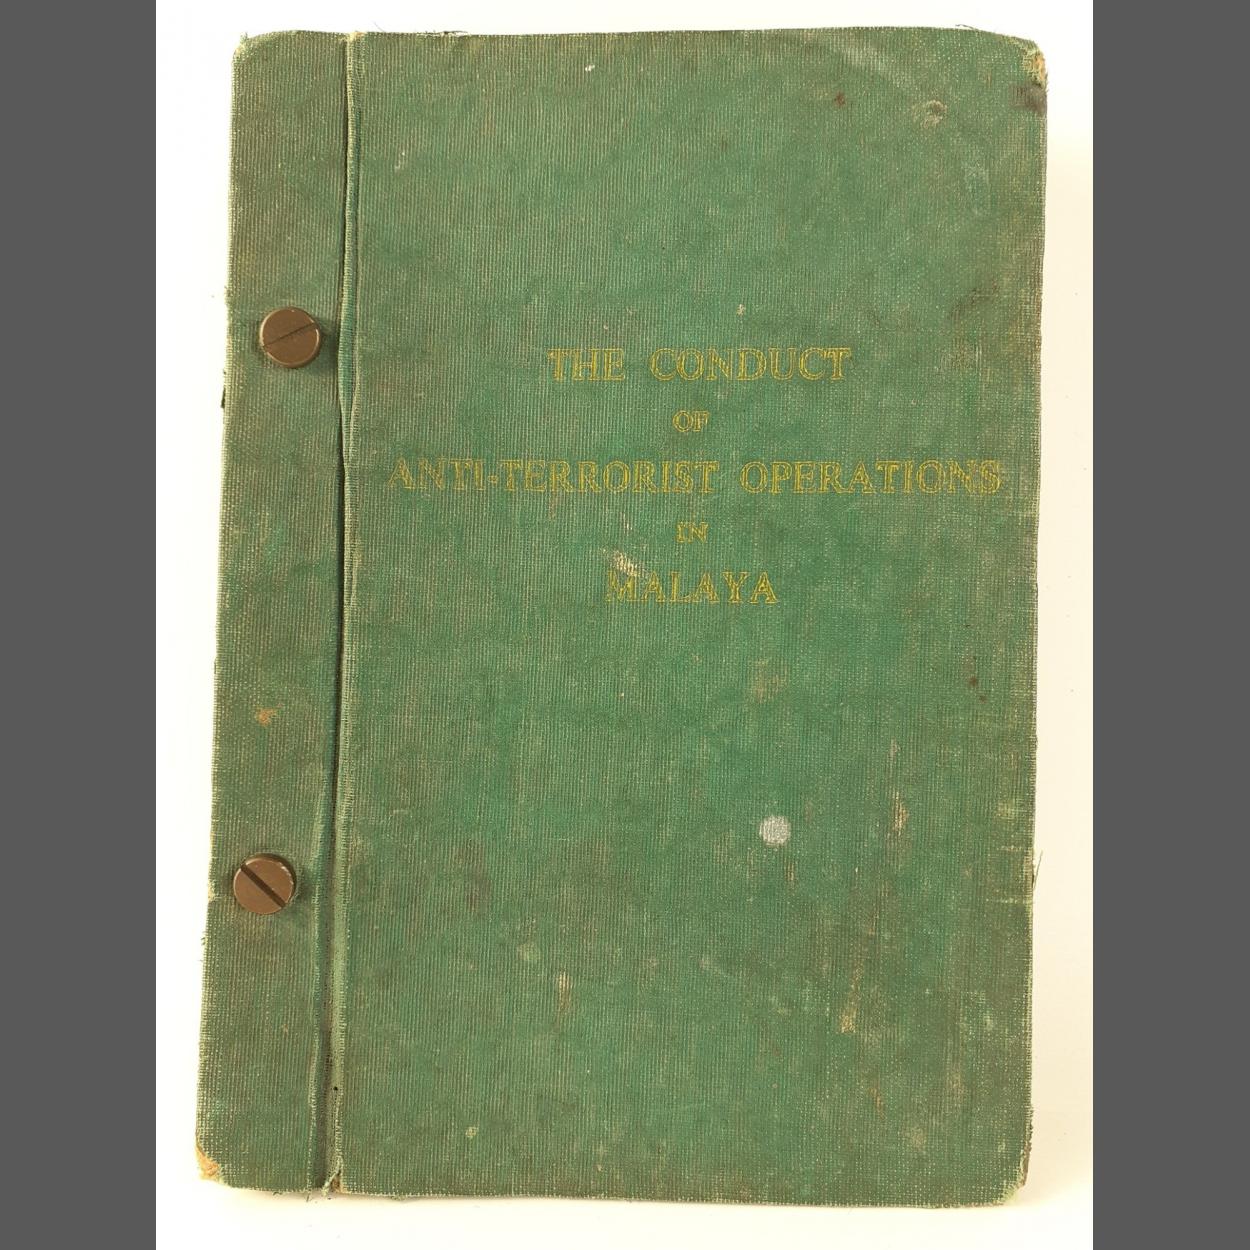 THE CONDUCT
OF
ANTI-TERRORIST OPERATIONS
IN
MALAYA